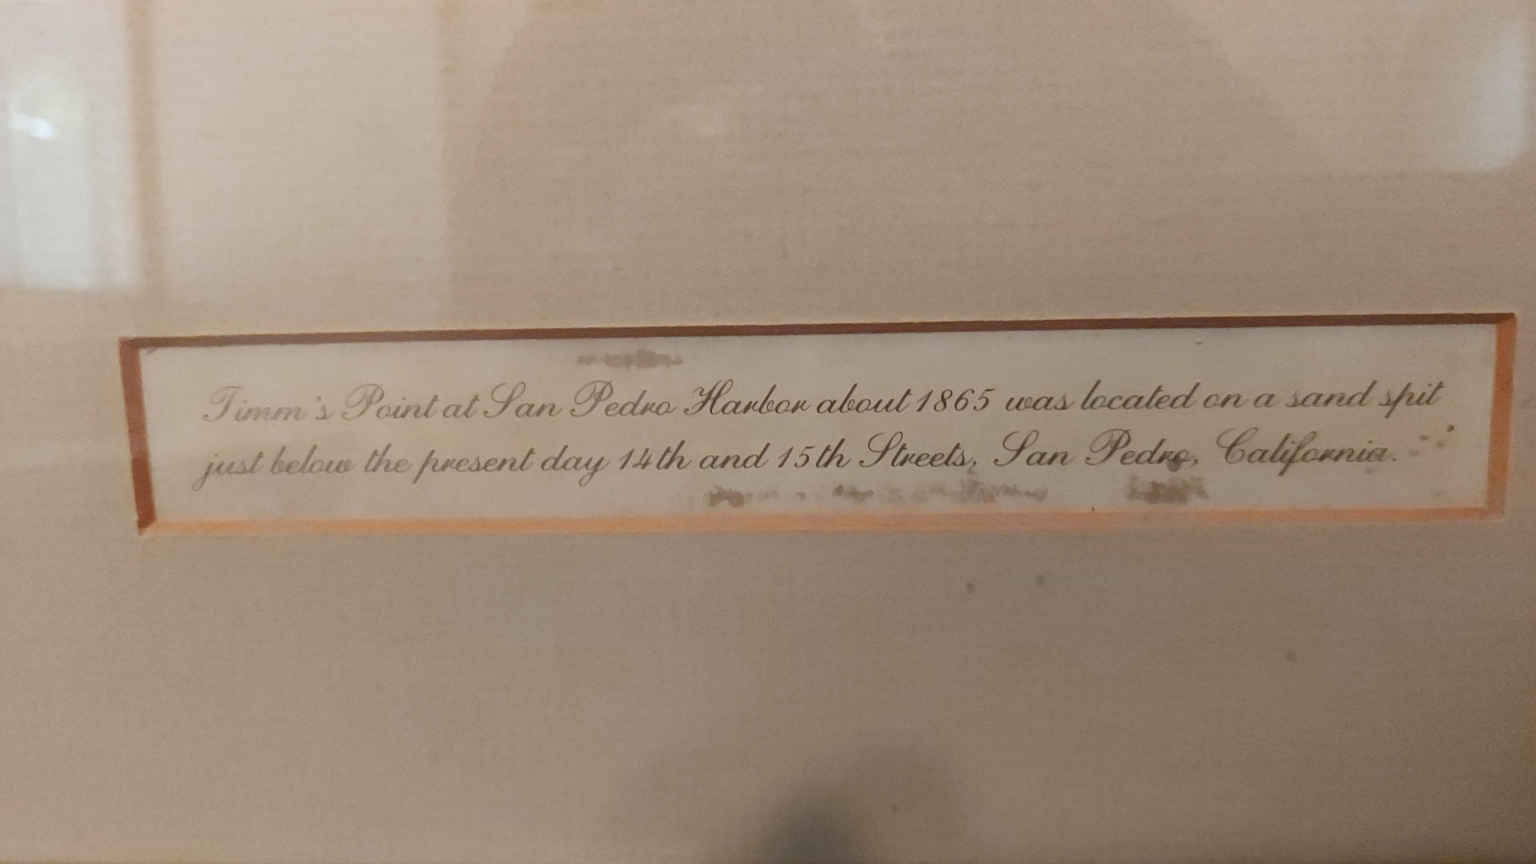 Timm's Point at San Pedro Harbor about 1865 was located on a sand spit
just below the present day 14th and 15th Streets, San Pedro, California.